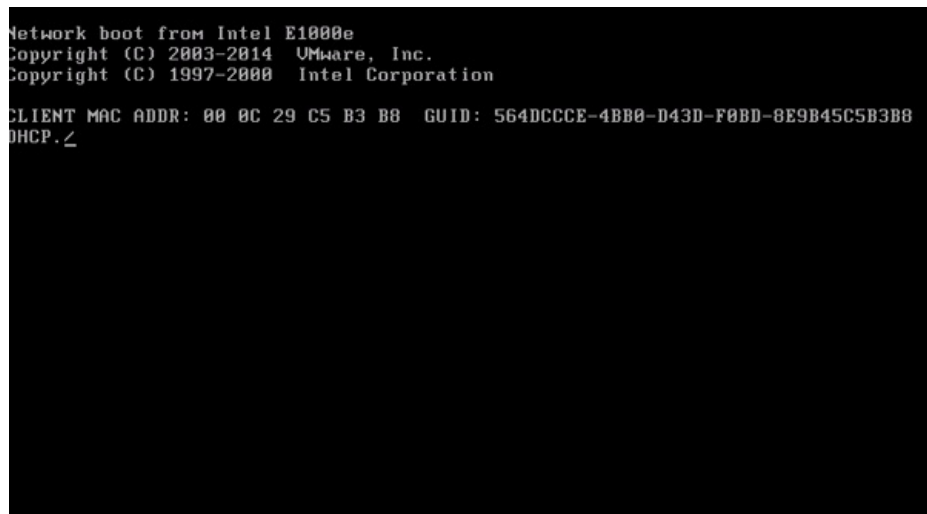 Network boot from Intel E1000e
Copyright (C) 2003-2014  VMware, Inc.
Copyright (C) 1997-2000  Intel Corporation
CLIENT MAC ADDR: 00 0C 29 C5 B3 B8  GUID: 564DCCCE-4BB0-D43D-F0BD-8E9B45C5B3B8
DHCP./